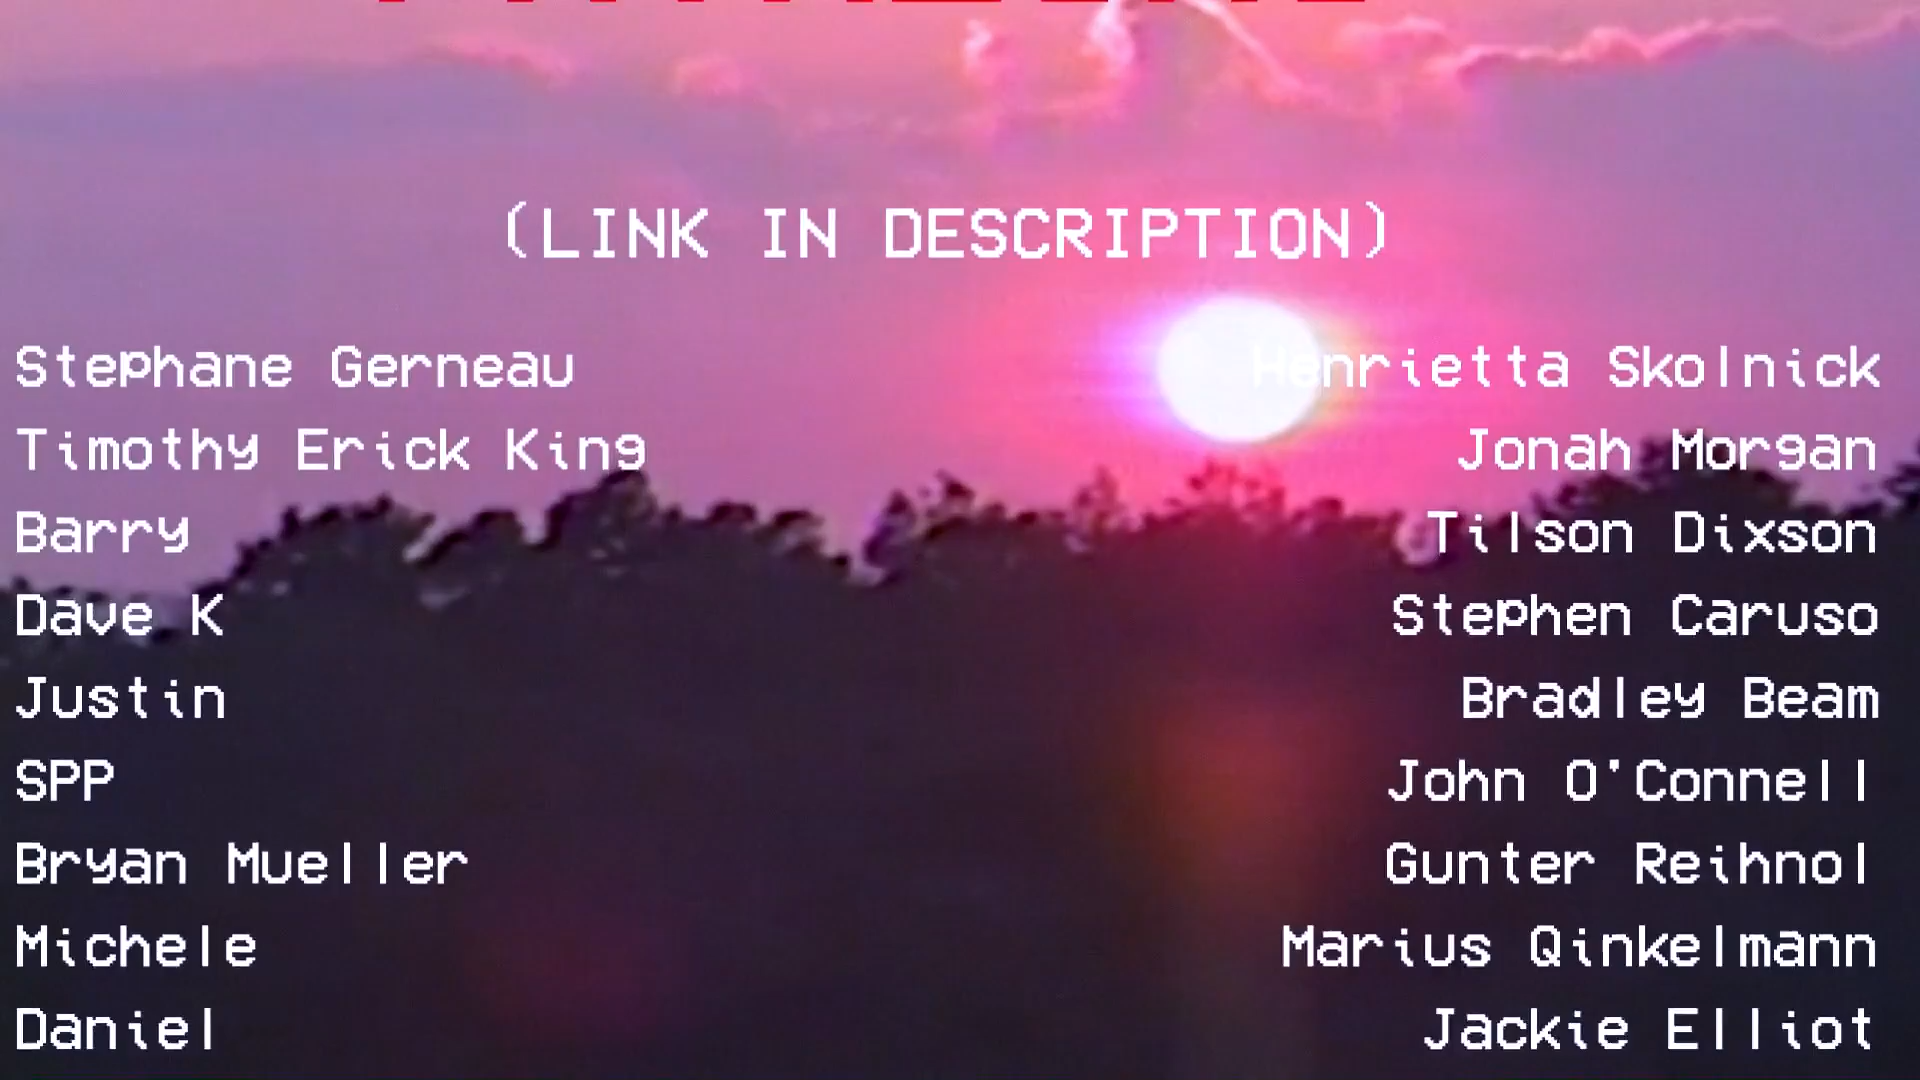 (LINK IN DESCRIPTION)
Stephane Gerneau
Henrietta Skolnick
Timothy Erick King
Jonah Morgan
Barry
Tilson Dixson
Dave K
Stephen Caruso
Justin
Bradley Beam
SPP
John O'Connell
Bryan Mueller
Gunter Reihnol
Michele
Marius Qinkelmann
Daniel
Jackie Elliot